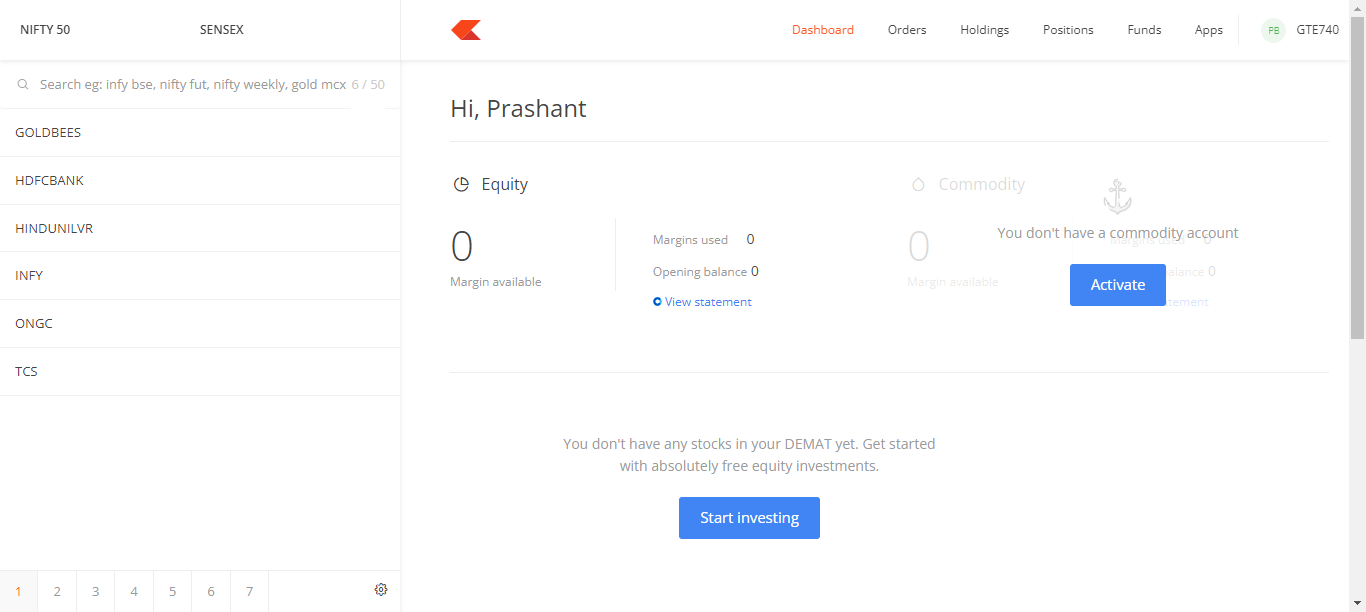 NIFTY 50
SENSEX
Dashboard
Orders
Holdings
Positions
Funds
Apps
PB
GTE740
Search eg: infy bse, nifty fut, nifty weekly, gold mcx
6 / 50
GOLDBEES
HDFCBANK
HINDUNILVR
INFY
ONGC
TCS
1 2 3 4 5 6 7
Hi, Prashant
Equity
0
Margin available
Margins used 0
Opening balance 0
View statement
Commodity
0
Margin available
You don't have a commodity account
Margins used 0
alance 0
tement
Activate
You don't have any stocks in your DEMAT yet. Get started
with absolutely free equity investments.
Start investing